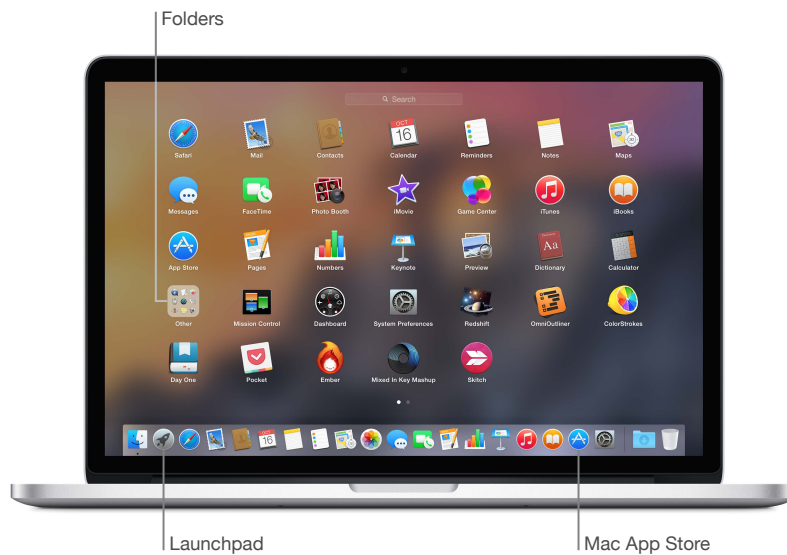 Folders
Search
Safari
Mail
OCT
16
Contacts
Calendar
Reminders
Notes
Maps
Messages
FaceTime
Photo Booth
iMovie
Game Center
iTunes
iBooks
App Store
Pages
Numbers
Keynote
Aa
Preview
Dictionary
Calculator
Other
Mission Control
Dashboard
System Preferences
Redshift
OmniOutliner
ColorStrokes
Day One
Pocket
Ember
Mixed In Key Mashup
Skitch
16
Launchpad
Mac App Store